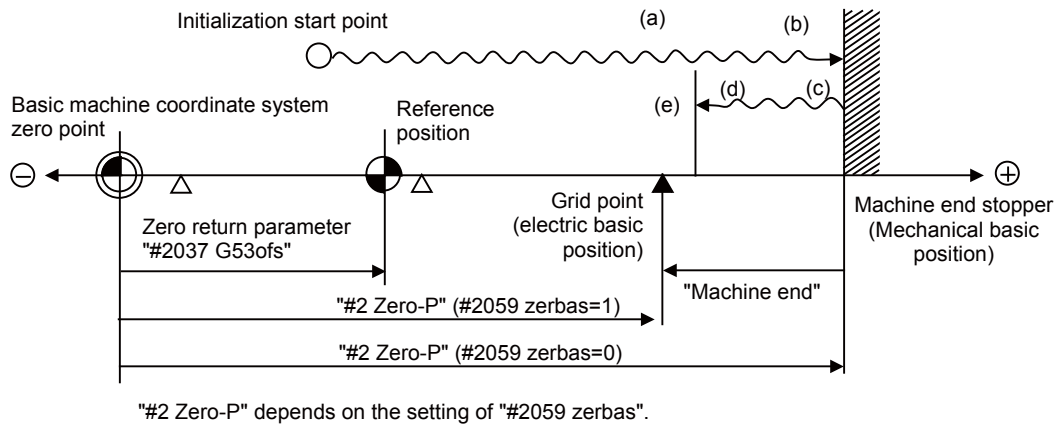 Initialization start point
(a)
(b)
Basic machine coordinate system
zero point
Reference
position
(e)
(d)
(c)
⊖
⊕
Zero return parameter
"#2037 G53ofs"
Grid point
(electric basic
position)
Machine end stopper
(Mechanical basic
position)
"Machine end"
"#2 Zero-P" (#2059 zerbas=1)
"#2 Zero-P" (#2059 zerbas=0)
"#2 Zero-P" depends on the setting of "#2059 zerbas".